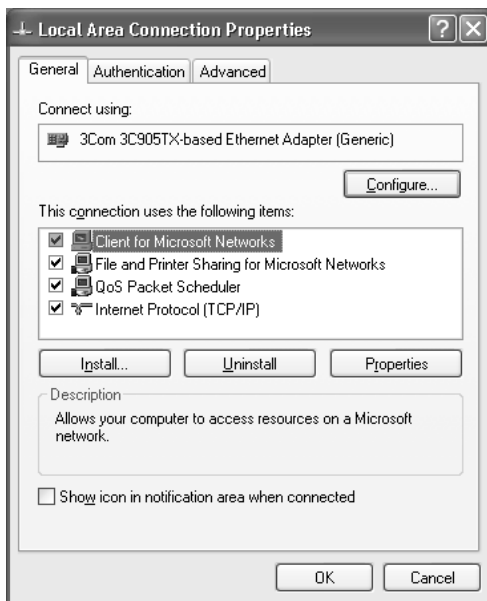 Local Area Connection Properties
General Authentication Advanced
Connect using:
3Com 3C905TX-based Ethernet Adapter (Generic)
Configure...
This connection uses the following items:
Client for Microsoft Networks
File and Printer Sharing for Microsoft Networks
QoS Packet Scheduler
Internet Protocol (TCP/IP)
Install... Uninstall Properties
Description
Allows your computer to access resources on a Microsoft
network.
Show icon in notification area when connected
OK Cancel